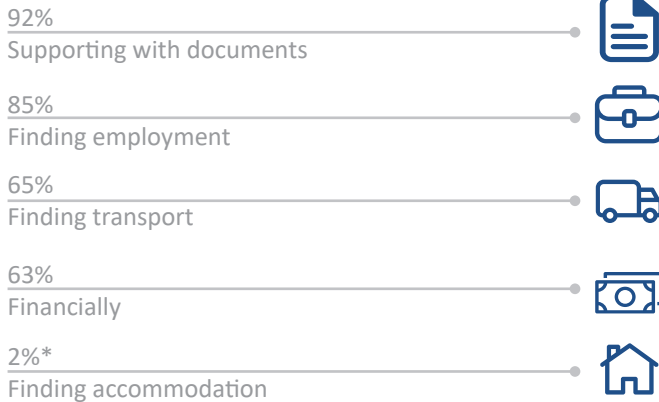 92%
Supporting with documents
85%
Finding employment
65%
Finding transport
63%
Financially
2%*
Finding accommodation